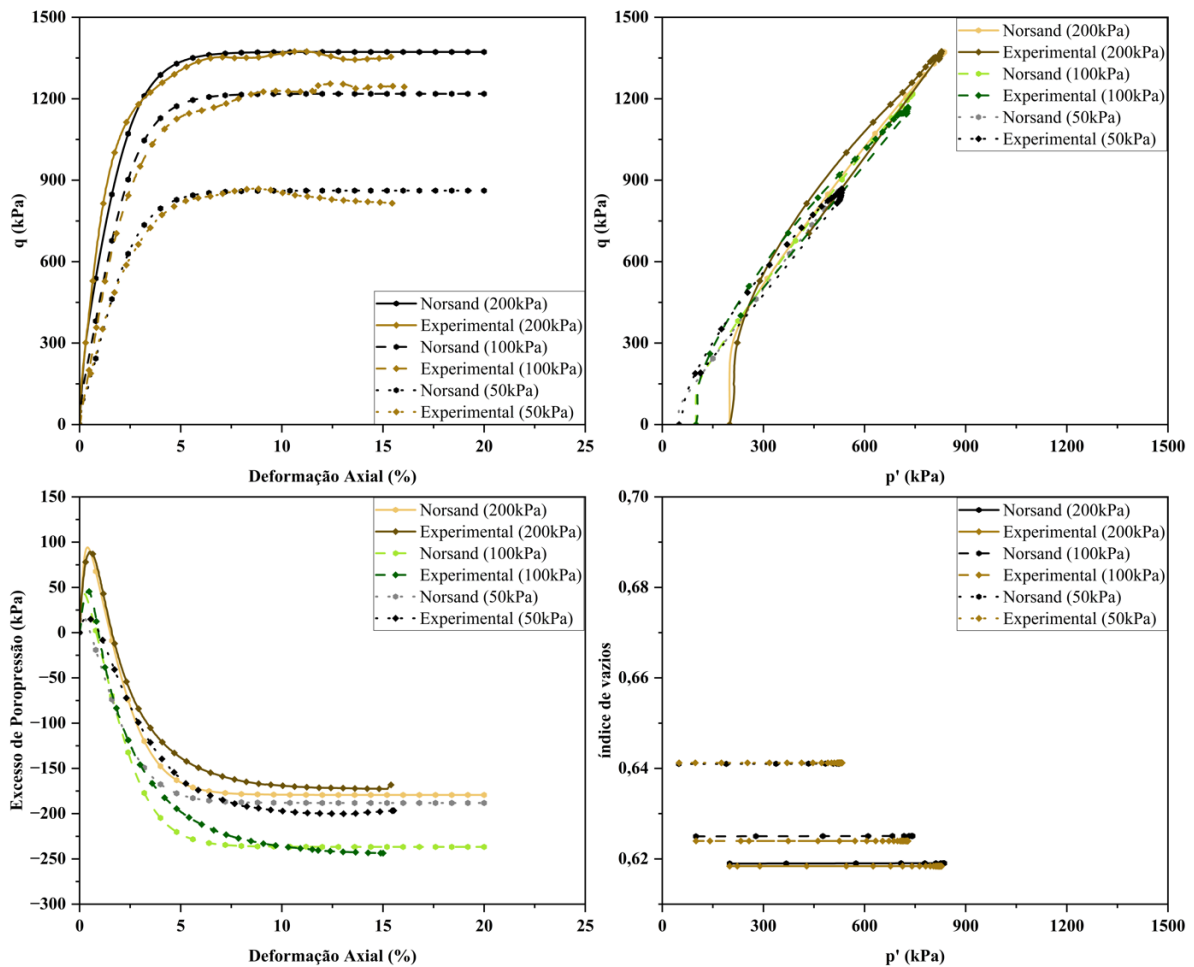 1500
1200
900
600
300
0
q (kPa)
0
5
10
15
20
Deformação Axial (%)
Norsand (200kPa)
Experimental (200kPa)
Norsand (100kPa)
Experimental (100kPa)
Norsand (50kPa)
Experimental (50kPa)
1500
1200
900
600
300
0
q (kPa)
0
300
600
900
1200
1500
p' (kPa)
Norsand (200kPa)
Experimental (200kPa)
Norsand (100kPa)
Experimental (100kPa)
Norsand (50kPa)
Experimental (50kPa)
150
100
50
0
−50
−100
−150
−200
−250
−300
Excesso de Poropressão (kPa)
0
5
10
15
20
Deformação Axial (%)
Norsand (200kPa)
Experimental (200kPa)
Norsand (100kPa)
Experimental (100kPa)
Norsand (50kPa)
Experimental (50kPa)
0,70
0,68
0,66
0,64
0,62
índice de vazios
0
300
600
900
1200
1500
p' (kPa)
Norsand (200kPa)
Experimental (200kPa)
Norsand (100kPa)
Experimental (100kPa)
Norsand (50kPa)
Experimental (50kPa)